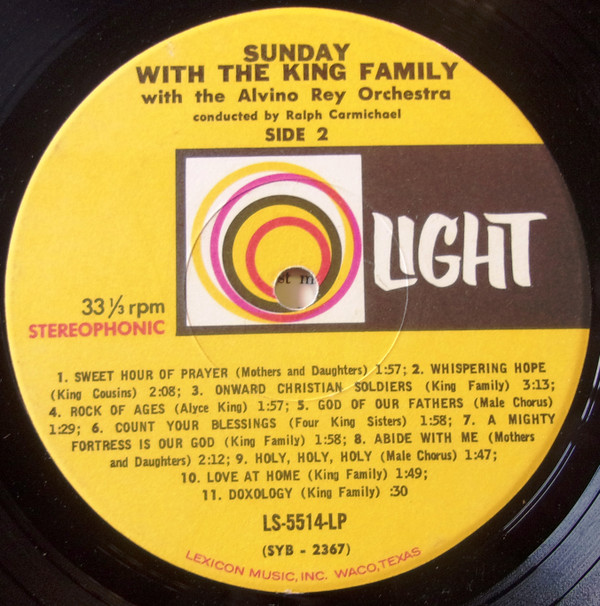 SUNDAY
WITH THE KING FAMILY
with the Alvino Rey Orchestra
conducted by Ralph Carmichael
SIDE 2
LIGHT
st m
33 1/3 rpm
STEREOPHONIC
1. SWEET HOUR OF PRAYER (Mothers and Daughters) 1:57; 2. WHISPERING HOPE
(King Cousins) 2:08; 3. ONWARD CHRISTIAN SOLDIERS (King Family) 3:13;
4. ROCK OF AGES (Alyce King) 1:57; 5. GOD OF OUR FATHERS (Male Chorus)
1:29; 6. COUNT YOUR BLESSINGS (Four King Sisters) 1:58; 7. A MIGHTY
FORTRESS IS OUR GOD (King Family) 1:58; 8. ABIDE WITH ME (Mothers
and Daughters) 2:12; 9. HOLY, HOLY, HOLY (Male Chorus) 1:47;
10. LOVE AT HOME (King Family) 1:49;
11. DOXOLOGY (King Family) :30
LS-5514-LP
(SYB - 2367)
LEXICON MUSIC, INC. WACO, TEXAS